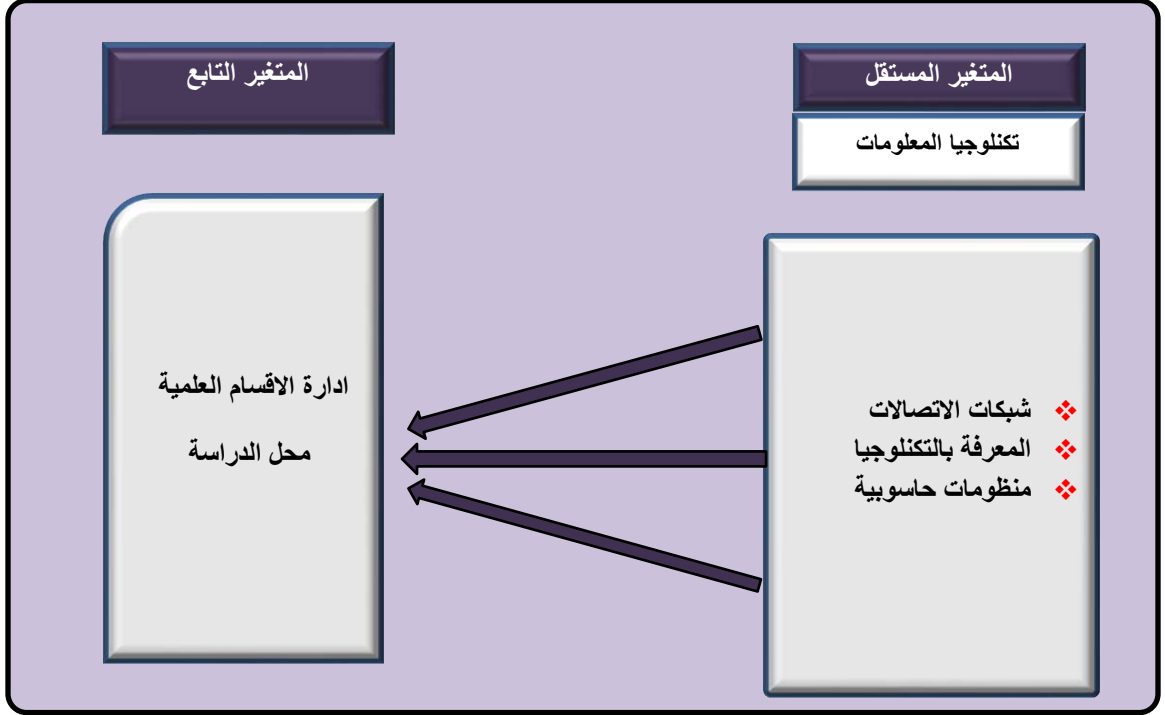 المتغير المستقل
تكنلوجيا المعلومات
❖ شبكات الاتصالات
❖ المعرفة بالتكنلوجيا
❖ منظومات حاسوبية
المتغير التابع
ادارة الاقسام العلمية
محل الدراسة